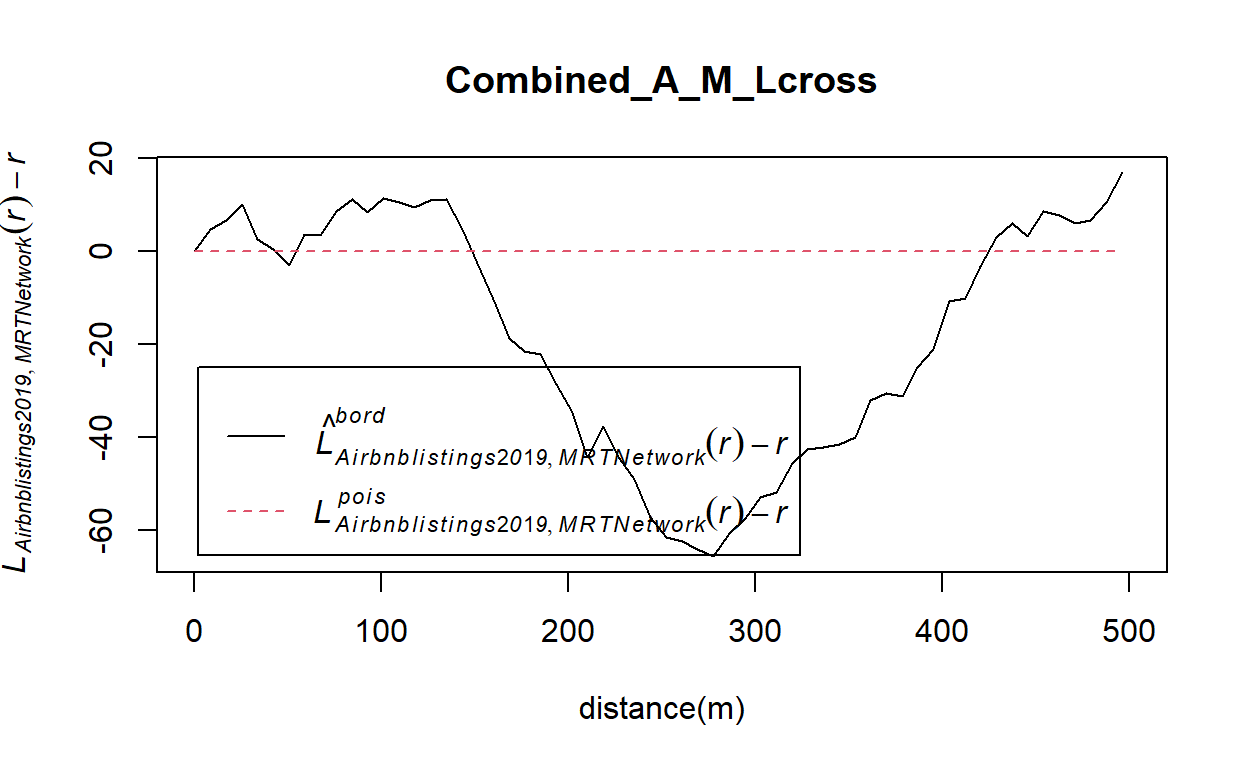 Combined_A_M_Lcross
L Airbnblistings2019, MRTNetwork(r) − r
20
0
-20
-40
-60
L̂ bord Airbnblistings2019, MRTNetwork(r) − r
L pois Airbnblistings2019, MRTNetwork(r) − r
0 100 200 300 400 500
distance(m)